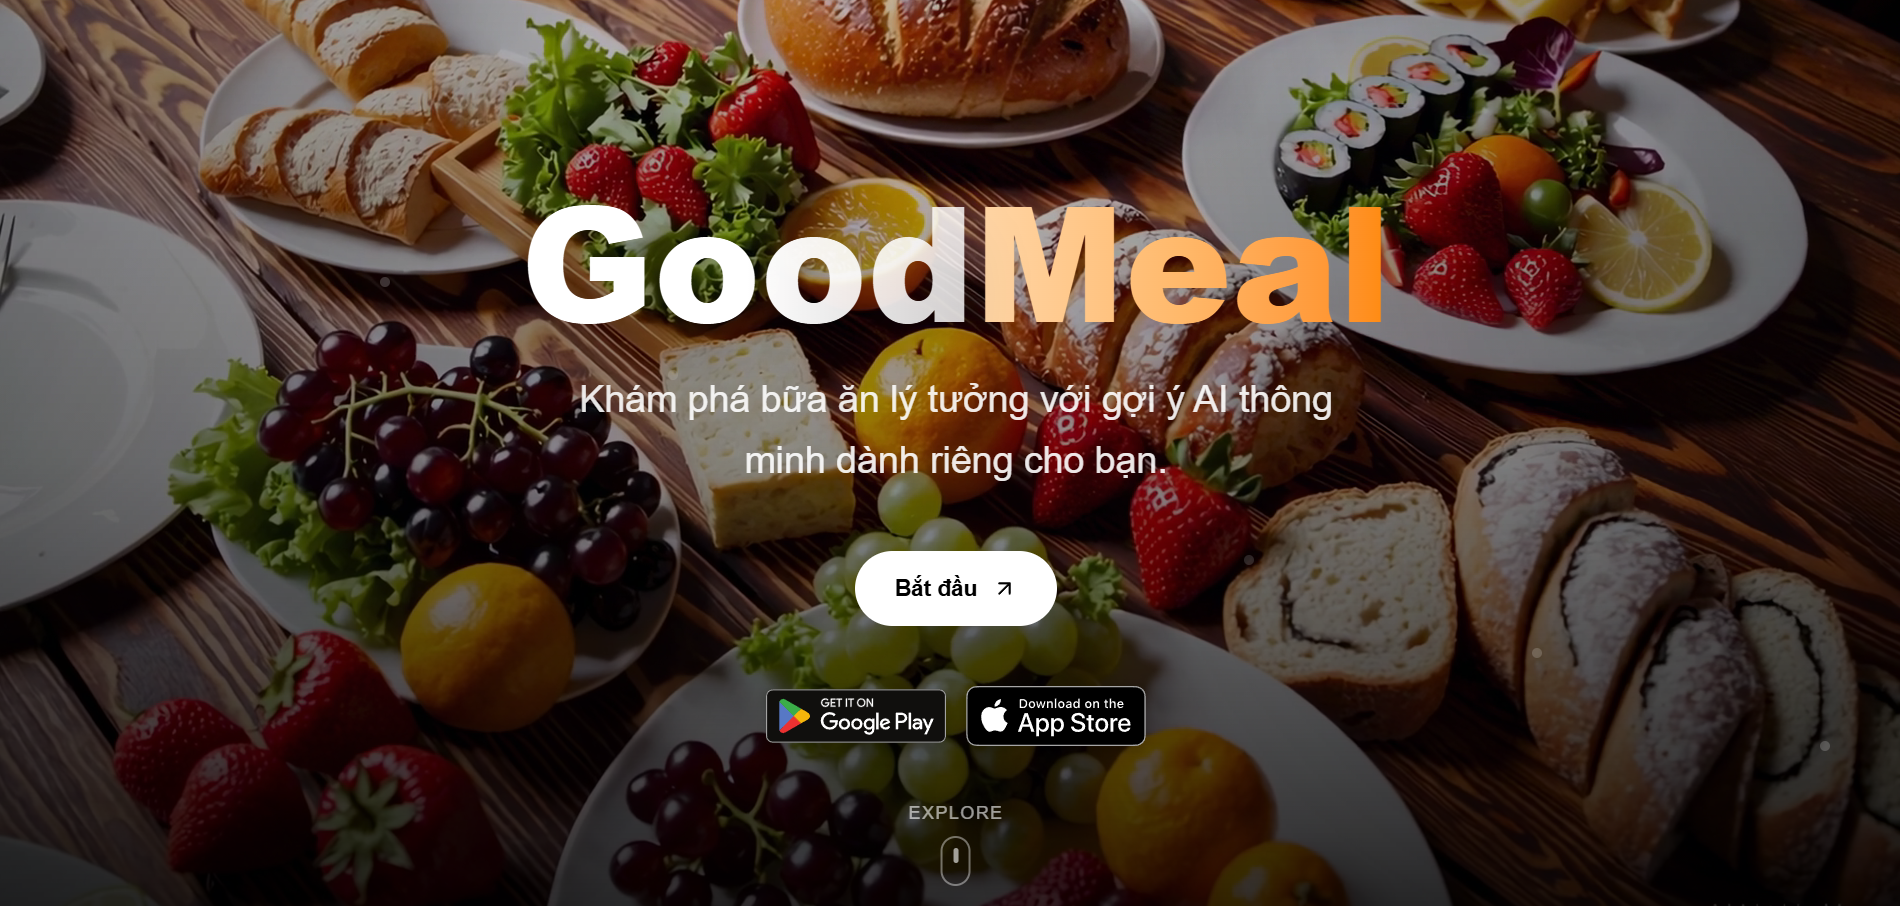 GoodMeal
Khám phá bữa ăn lý tưởng với gợi ý AI thông
minh dành riêng cho bạn.
Bắt đầu
GET IT ON
Google Play
Download on the
App Store
EXPLORE